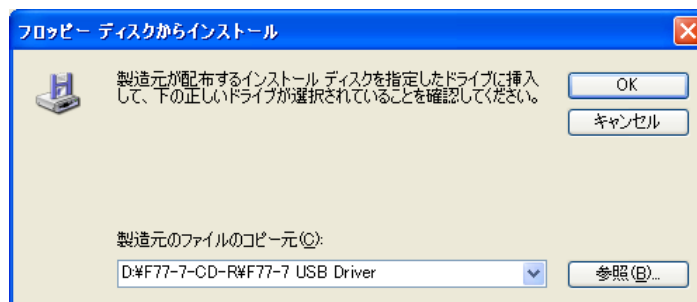 フロッピー ディスクからインストール
製造元が配布するインストール ディスクを指定したドライブに挿入
して、下の正しいドライブが選択されていることを確認してください。
OK
キャンセル
製造元のファイルのコピー元(C):
D:¥F77-7-CD-R¥F77-7 USB Driver
参照(B)...